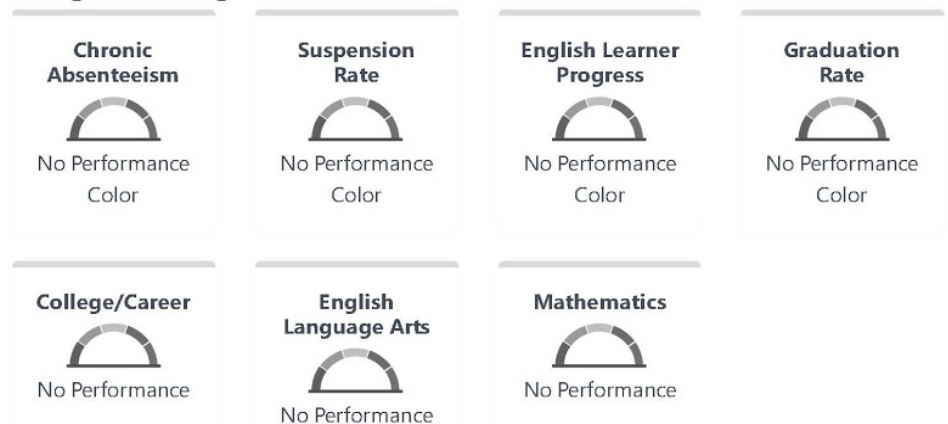 Chronic
Absenteeism
No Performance
Color
Suspension
Rate
No Performance
Color
English Learner
Progress
No Performance
Color
Graduation
Rate
No Performance
Color
College/Career
No Performance
English
Language Arts
No Performance
Mathematics
No Performance